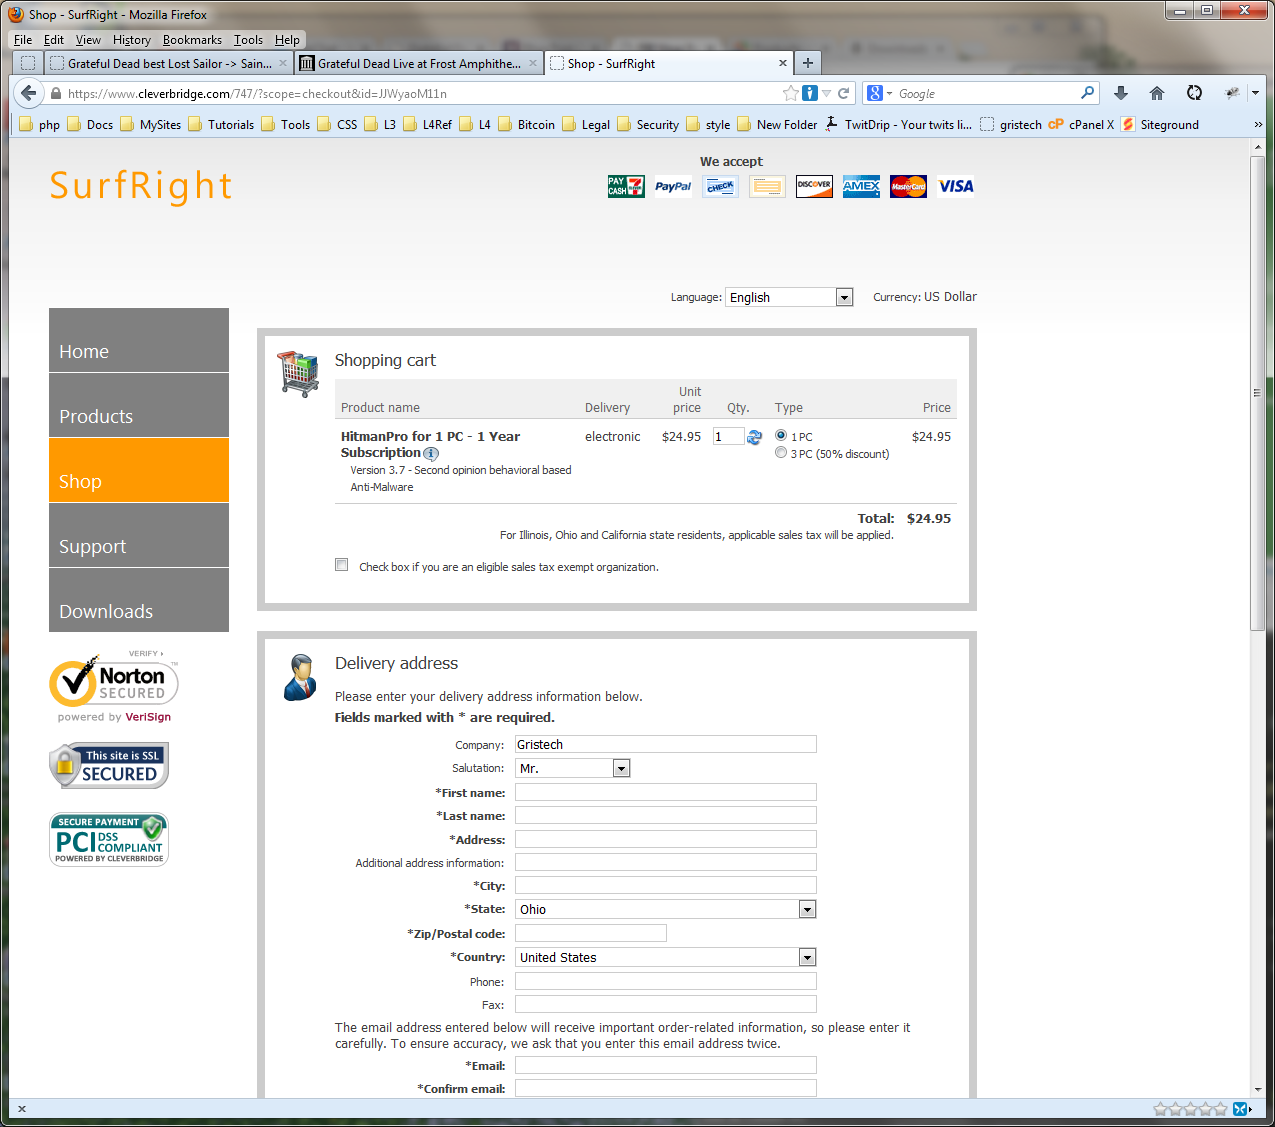 Shop - SurfRight - Mozilla Firefox
File Edit View History Bookmarks Tools Help
Grateful Dead best Lost Sailor -> Sain...
Grateful Dead Live at Frost Amphithe...
Shop - SurfRight
https://www.cleverbridge.com/747/?scope=checkout&id=JJWyaoM11n
Google
php Docs MySites Tutorials Tools CSS L3 L4Ref L4 Bitcoin Legal Security style New Folder TwitDrip - Your twits li... gristech cPanel X Siteground
SurfRight
We accept
PAY CASH 7 ELEVEN PayPal CHECK DISCOVER AMEX MasterCard VISA
Language: English Currency: US Dollar
Home
Products
Shop
Support
Downloads
VERIFY
Norton
SECURED
powered by VeriSign
This site is SSL
SECURED
SECURE PAYMENT
PCI DSS COMPLIANT
POWERED BY CLEVERBRIDGE
Shopping cart
Product name Delivery Unit price Qty. Type Price
HitmanPro for 1 PC - 1 Year electronic $24.95 1 1 PC $24.95
Subscription 3 PC (50% discount)
Version 3.7 - Second opinion behavioral based
Anti-Malware
Total: $24.95
For Illinois, Ohio and California state residents, applicable sales tax will be applied.
Check box if you are an eligible sales tax exempt organization.
Delivery address
Please enter your delivery address information below.
Fields marked with * are required.
Company: Gristech
Salutation: Mr.
*First name:
*Last name:
*Address:
Additional address information:
*City:
*State: Ohio
*Zip/Postal code:
*Country: United States
Phone:
Fax:
The email address entered below will receive important order-related information, so please enter it
carefully. To ensure accuracy, we ask that you enter this email address twice.
*Email:
*Confirm email:
x